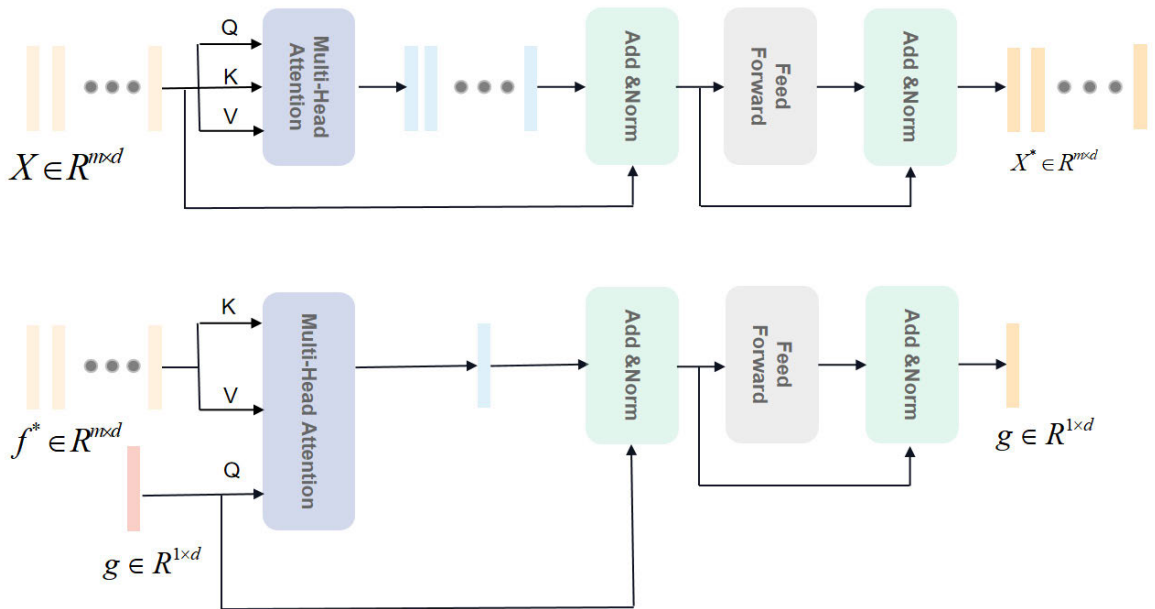 Q
K
V
Multi-Head
Attention
Add &Norm
Feed
Forward
Add &Norm
X ∈ R^{m×d}
X^* ∈ R^{m×d}
K
V
Q
Multi-Head Attention
Add &Norm
Feed
Forward
Add &Norm
f^* ∈ R^{m×d}
g ∈ R^{1×d}
g ∈ R^{1×d}